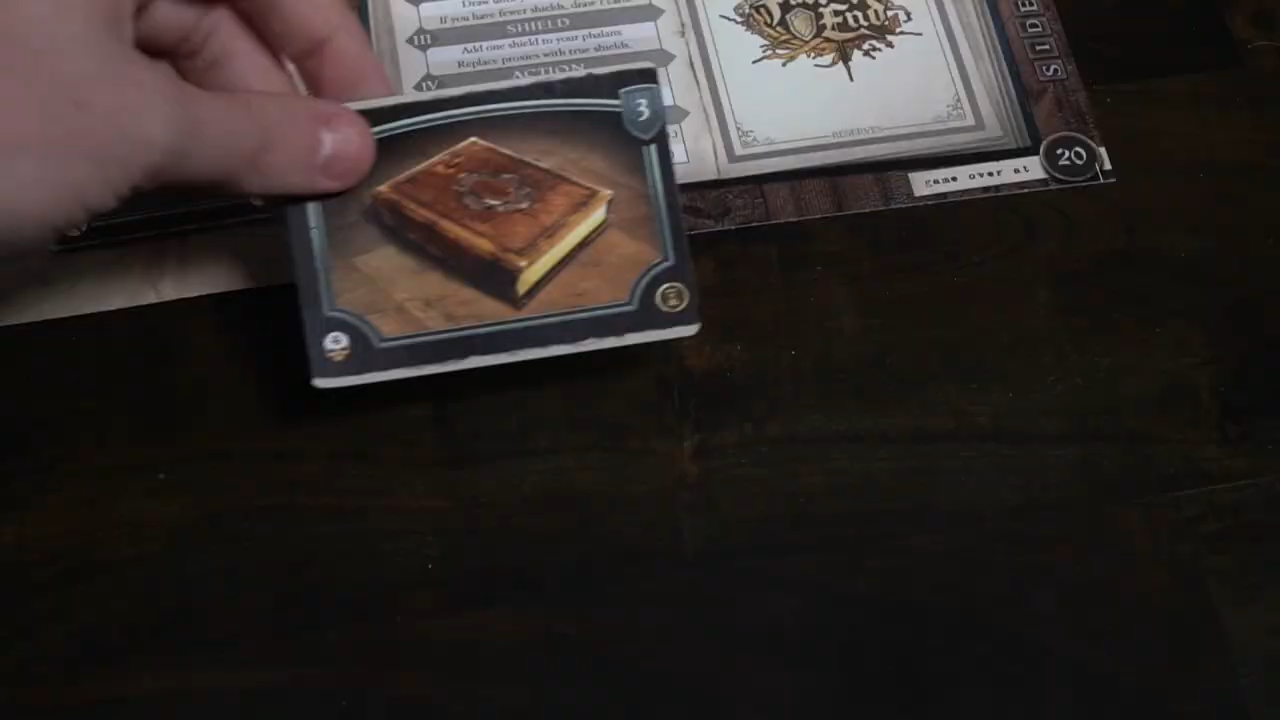 If you have fewer shields, draw 1 card.
III
SHIELD
Add one shield to your phalanx
Replace proxies with true shields.
IV
ACTION
End
RESERVES
SIDE
game over at
20
3